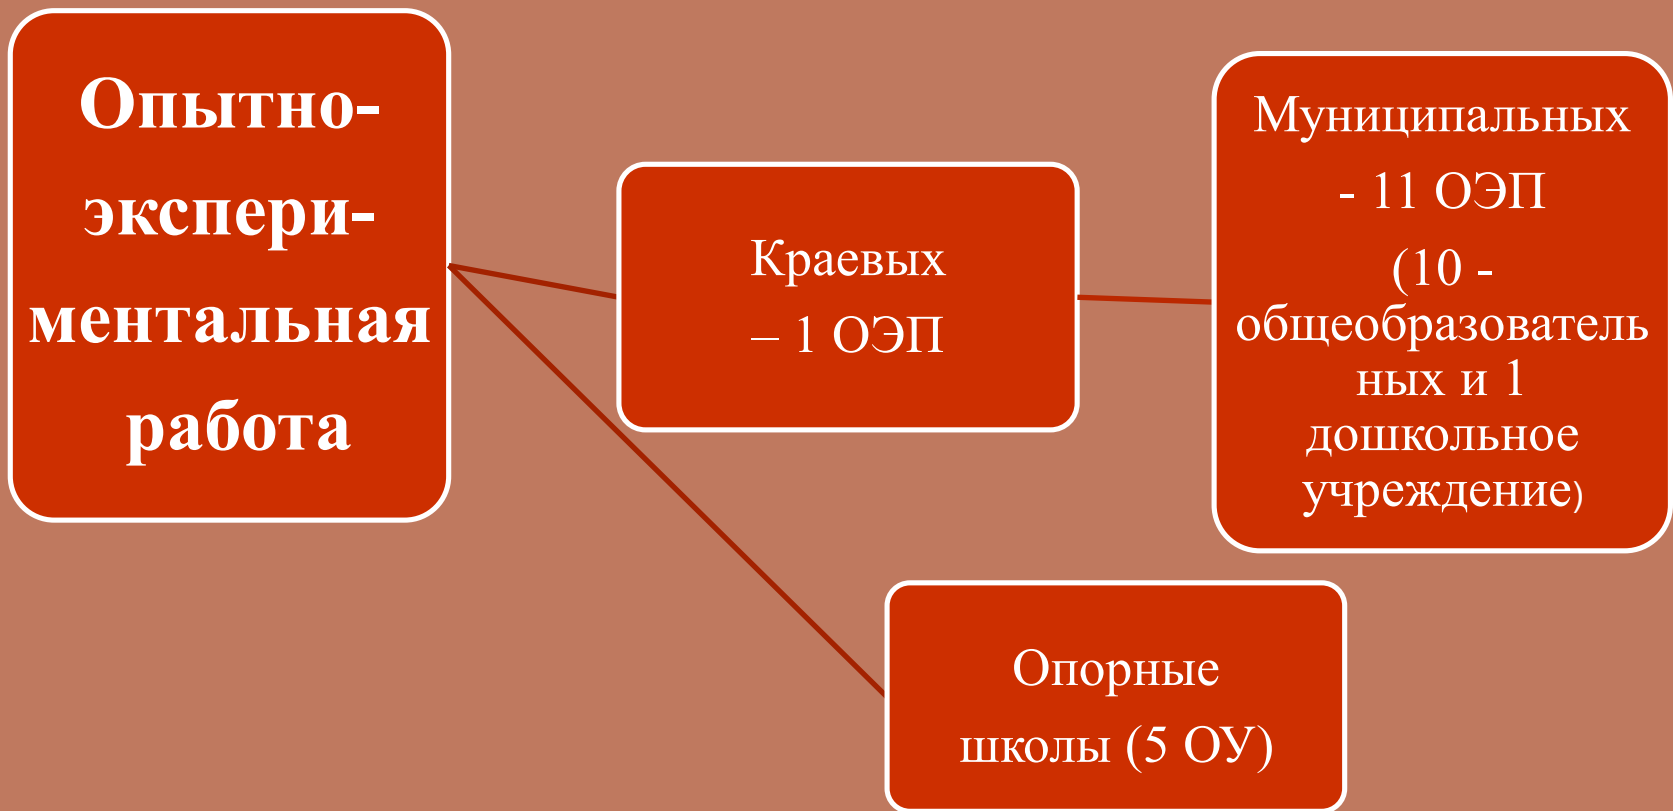 Опытно-
экспери-
ментальная
работа
Краевых
– 1 ОЭП
Муниципальных
- 11 ОЭП
(10 -
общеобразователь
ных и 1
дошкольное
учреждение)
Опорные
школы (5 ОУ)